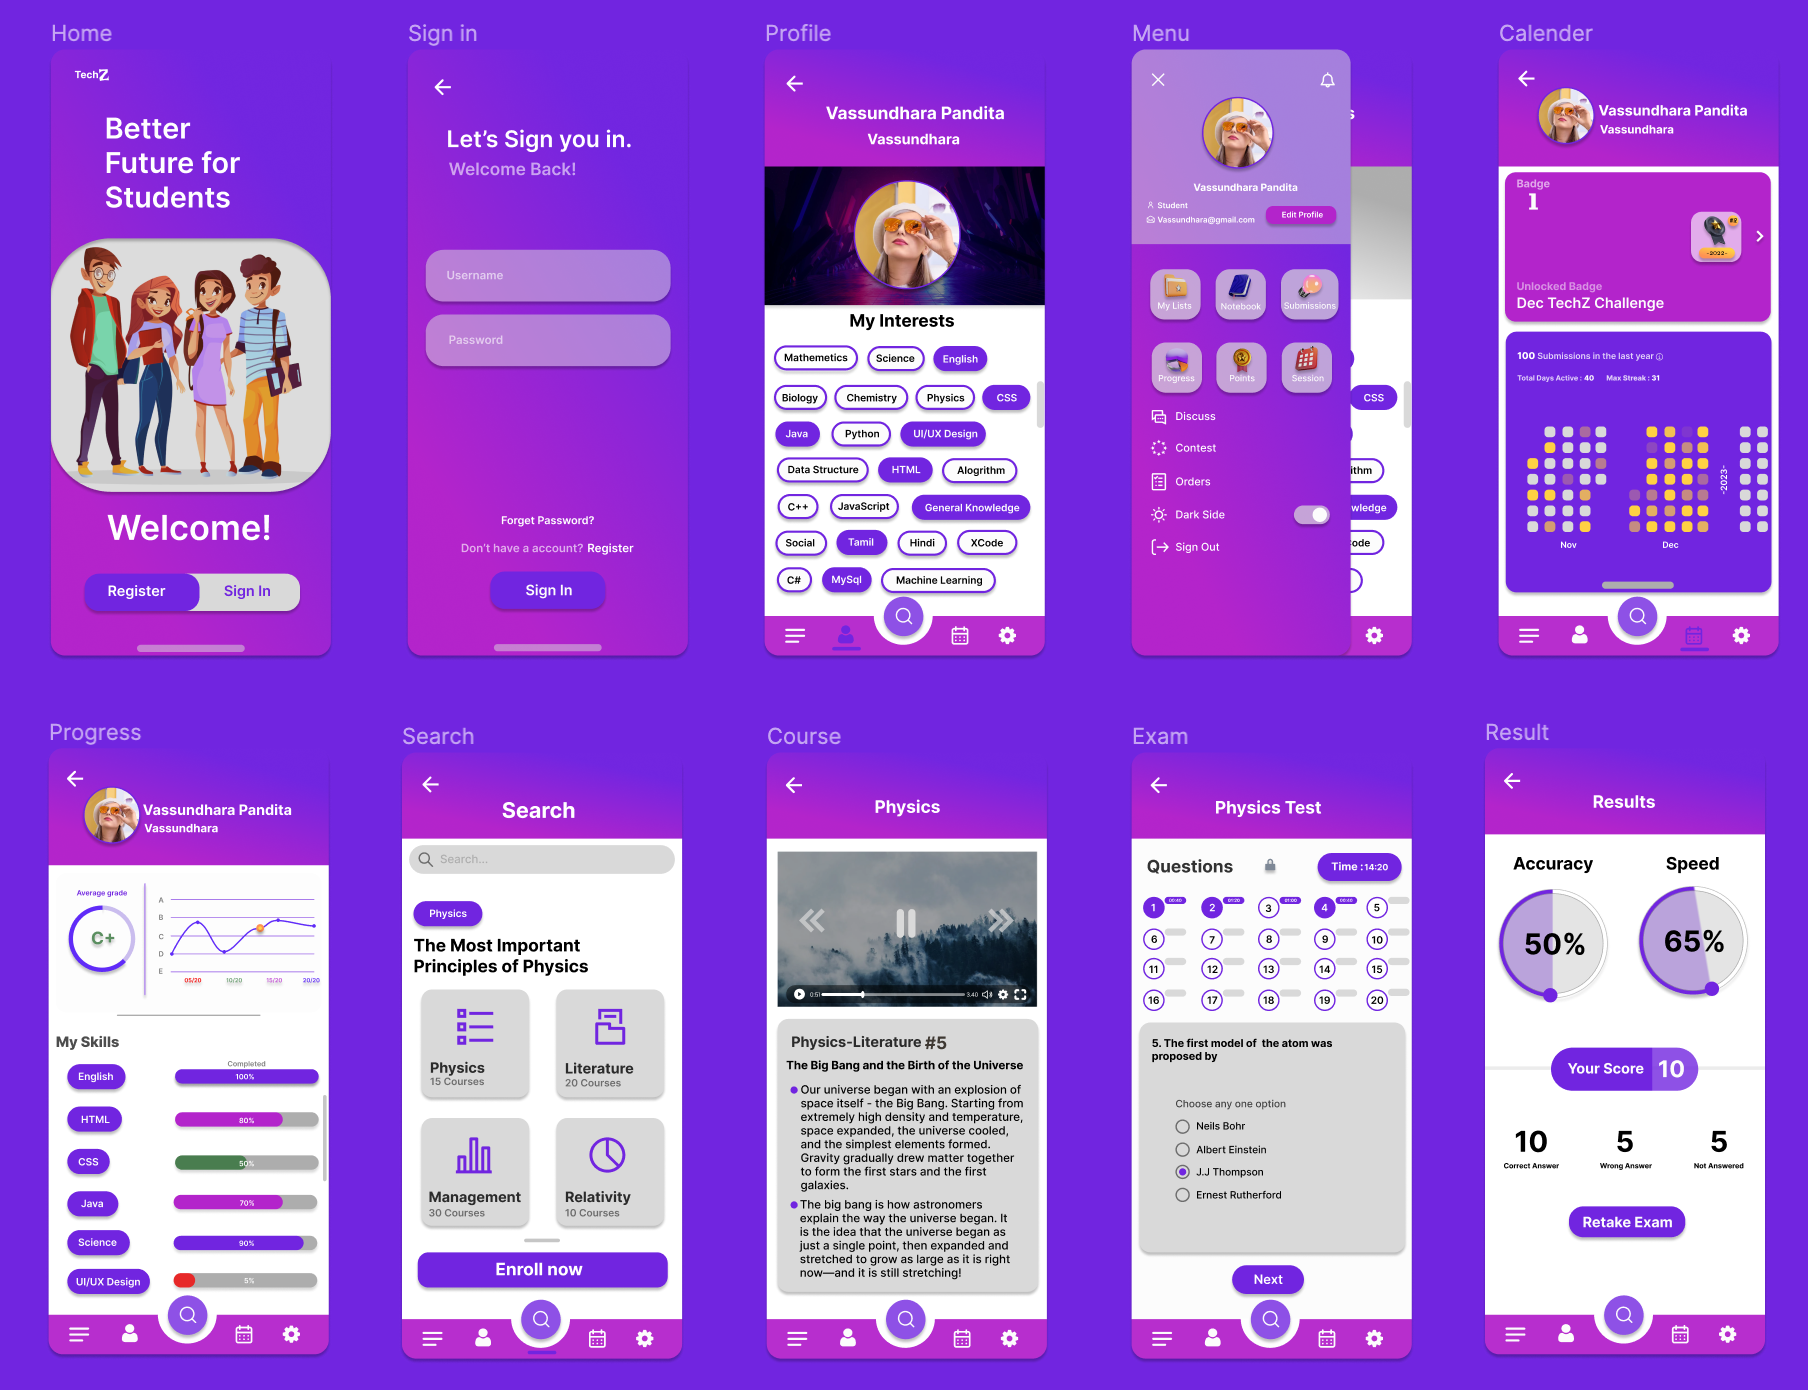 Home
TechZ
Better
Future for
Students
Welcome!
Register
Sign In
Sign in
Let's Sign you in.
Welcome Back!
Username
Password
Forget Password?
Don't have a account? Register
Sign In
Profile
Vassundhara Pandita
Vassundhara
My Interests
Mathemetics
Science
English
Biology
Chemistry
Physics
CSS
Java
Python
UI/UX Design
Data Structure
HTML
Alogrithm
C++
JavaScript
General Knowledge
Social
Tamil
Hindi
XCode
C#
MySql
Machine Learning
Menu
Vassundhara Pandita
Student
Vassundhara@gmail.com
Edit Profile
My Lists
Notebook
Submissions
Progress
Points
Session
Discuss
Contest
Orders
Dark Side
Sign Out
s
CSS
ithm
wledge
ode
Calender
Vassundhara Pandita
Vassundhara
Badge
1
-2022-
Unlocked Badge
Dec TechZ Challenge
100 Submissions in the last year
Total Days Active : 40 Max Streak : 31
-2023-
Nov
Dec
Progress
Vassundhara Pandita
Vassundhara
Average grade
C+
A
B
C
D
E
05/20
10/20
15/20
20/20
My Skills
Completed
English
100%
HTML
80%
CSS
50%
Java
70%
Science
90%
UI/UX Design
5%
Search
Search
Search...
Physics
The Most Important
Principles of Physics
Physics
15 Courses
Literature
20 Courses
Management
30 Courses
Relativity
10 Courses
Enroll now
Course
Physics
0:51
3:40
Physics-Literature #5
The Big Bang and the Birth of the Universe
Our universe began with an explosion of
space itself - the Big Bang. Starting from
extremely high density and temperature,
space expanded, the universe cooled,
and the simplest elements formed.
Gravity gradually drew matter together
to form the first stars and the first
galaxies.
The big bang is how astronomers
explain the way the universe began. It
is the idea that the universe began as
just a single point, then expanded and
stretched to grow as large as it is right
now—and it is still stretching!
Exam
Physics Test
Questions
Time :14:20
1
2
3
4
5
6
7
8
9
10
11
12
13
14
15
16
17
18
19
20
5. The first model of the atom was
proposed by
Choose any one option
Neils Bohr
Albert Einstein
J.J Thompson
Ernest Rutherford
Next
Result
Results
Accuracy
Speed
50%
65%
Your Score 10
10
5
5
Correct Answer
Wrong Answer
Not Answered
Retake Exam